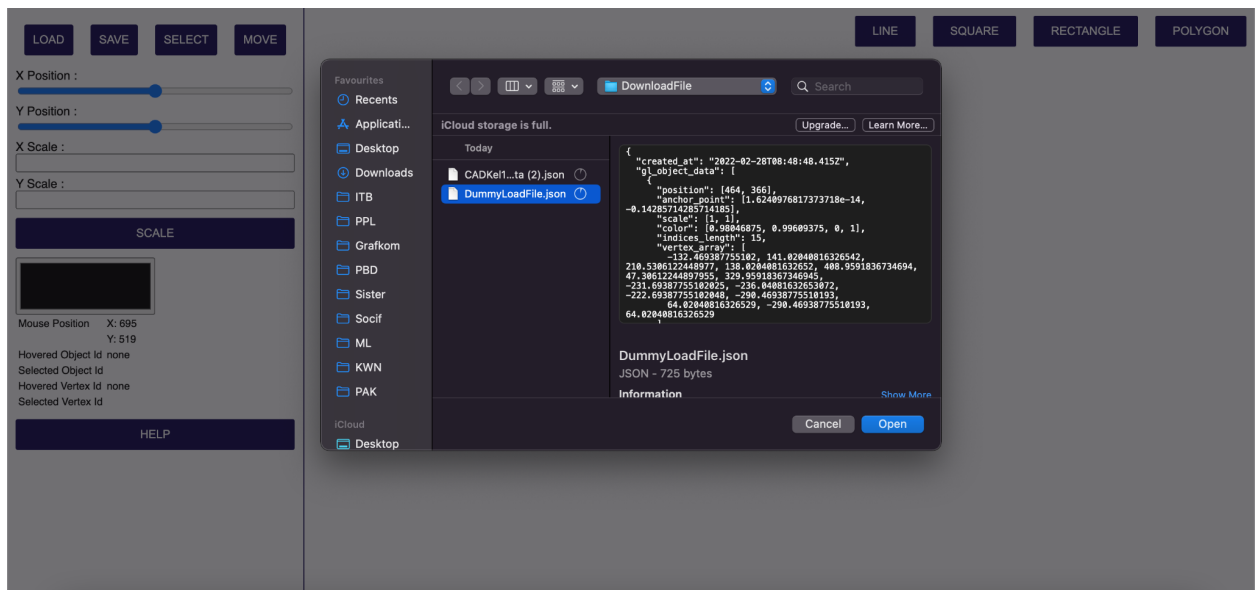 LOAD
SAVE
SELECT
MOVE
LINE
SQUARE
RECTANGLE
POLYGON
X Position :
Y Position :
X Scale :
Y Scale :
SCALE
Mouse Position X: 695
Y: 519
Hovered Object Id none
Selected Object Id
Hovered Vertex Id none
Selected Vertex Id
HELP
Favourites
Recents
Applicati...
Desktop
Downloads
ITB
PPL
Grafkom
PBD
Sister
Socif
ML
KWN
PAK
iCloud
Desktop
DownloadFile
Search
iCloud storage is full.
Upgrade...
Learn More...
Today
CADKel1...ta (2).json
DummyLoadFile.json
{
"created_at": "2022-02-28T08:48:48.415Z",
"gl_object_data": [
{
"position": [464, 366],
"anchor_point": [1.6240976817373718e-14,
-0.14285714285714185],
"scale": [1, 1],
"color": [0.98046875, 0.99609375, 0, 1],
"indices_length": 15,
"vertex_array": [
-132.469387755102, 141.02040816326542,
210.5306122448977, 138.0204081632652, 408.9591836734694,
47.30612244897955, 329.95918367346945,
-231.69387755102025, -236.04081632653072,
-222.69387755102048, -290.46938775510193,
64.02040816326529, -290.46938775510193,
64.02040816326529
]
DummyLoadFile.json
JSON - 725 bytes
Information
Show More
Cancel
Open